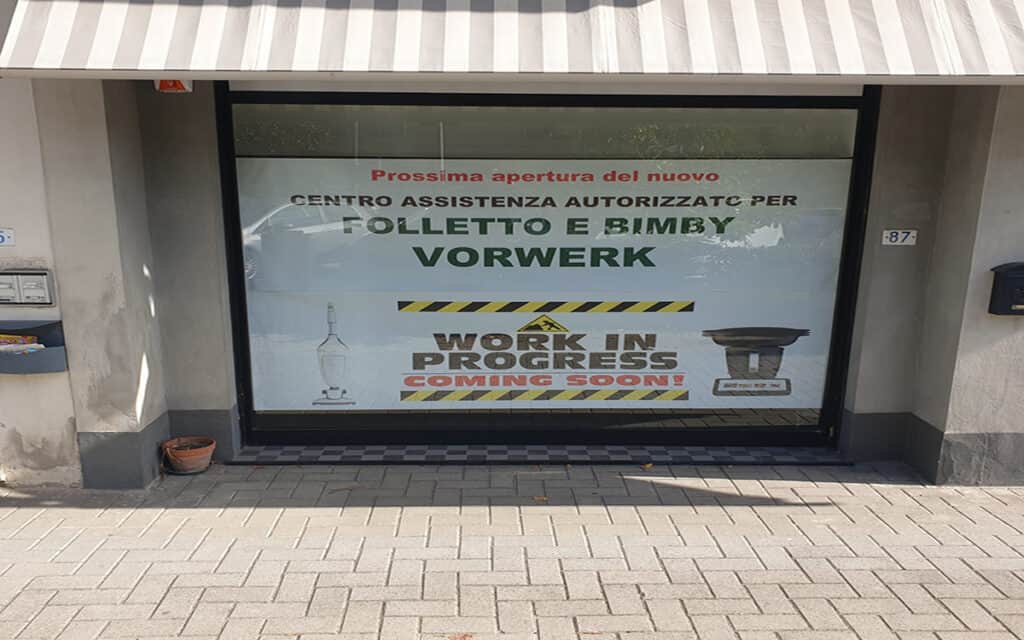 Prossima apertura del nuovo
CENTRO ASSISTENZA AUTORIZZATO PER
FOLLETTO E BIMBY
VORWERK
WORK IN
PROGRESS
COMING SOON!
87